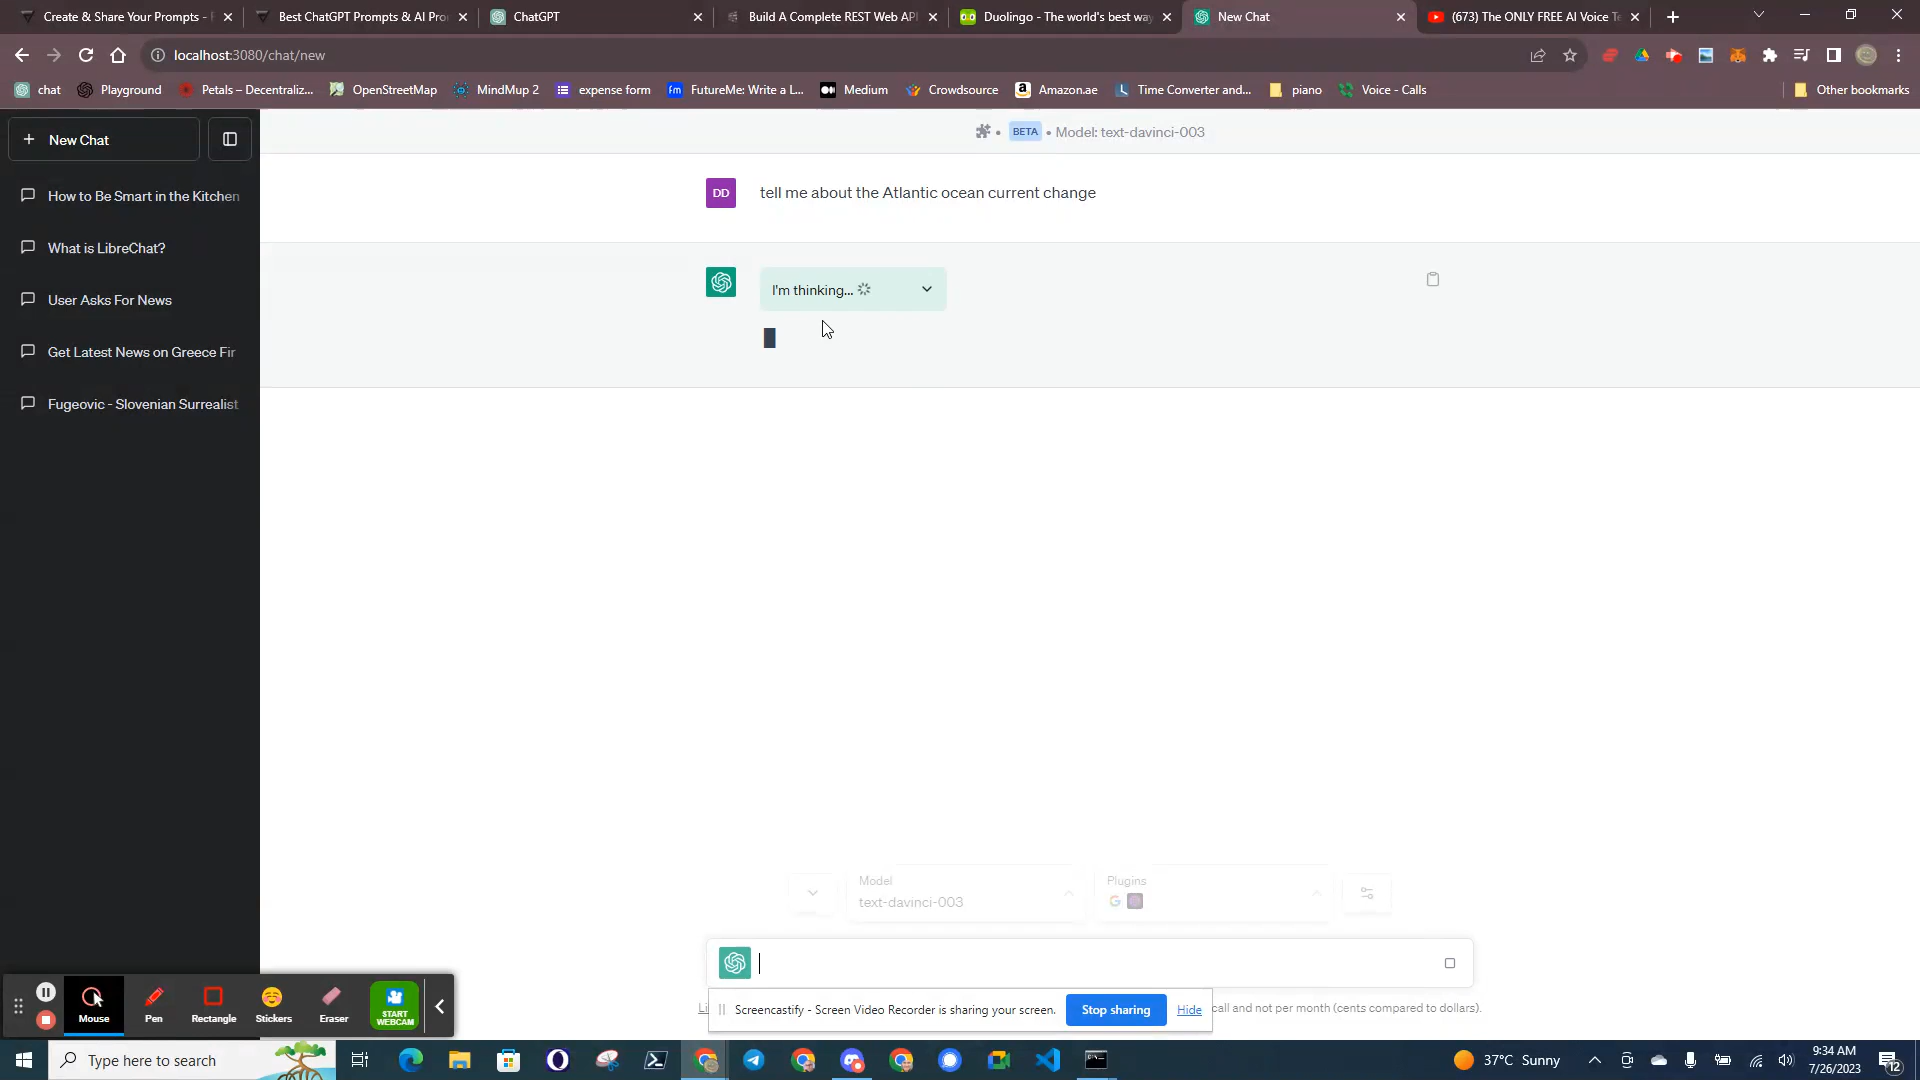 Create & Share Your Prompts -
Best ChatGPT Prompts & AI Pro
ChatGPT
Build A Complete REST Web API
Duolingo - The world's best way
New Chat
(673) The ONLY FREE AI Voice Te
localhost:3080/chat/new
chat
Playground
Petals – Decentraliz...
OpenStreetMap
MindMup 2
expense form
FutureMe: Write a L...
Medium
Crowdsource
Amazon.ae
Time Converter and...
piano
Voice - Calls
Other bookmarks
New Chat
BETA • Model: text-davinci-003
How to Be Smart in the Kitchen
What is LibreChat?
User Asks For News
Get Latest News on Greece Fir
Fugeovic - Slovenian Surrealist
DD
tell me about the Atlantic ocean current change
I'm thinking...
Model
text-davinci-003
Plugins
Screencastify - Screen Video Recorder is sharing your screen.
Stop sharing
Hide
call and not per month (cents compared to dollars).
Mouse
Pen
Rectangle
Stickers
Eraser
START
WEBCAM
Type here to search
37°C Sunny
9:34 AM
7/26/2023
12